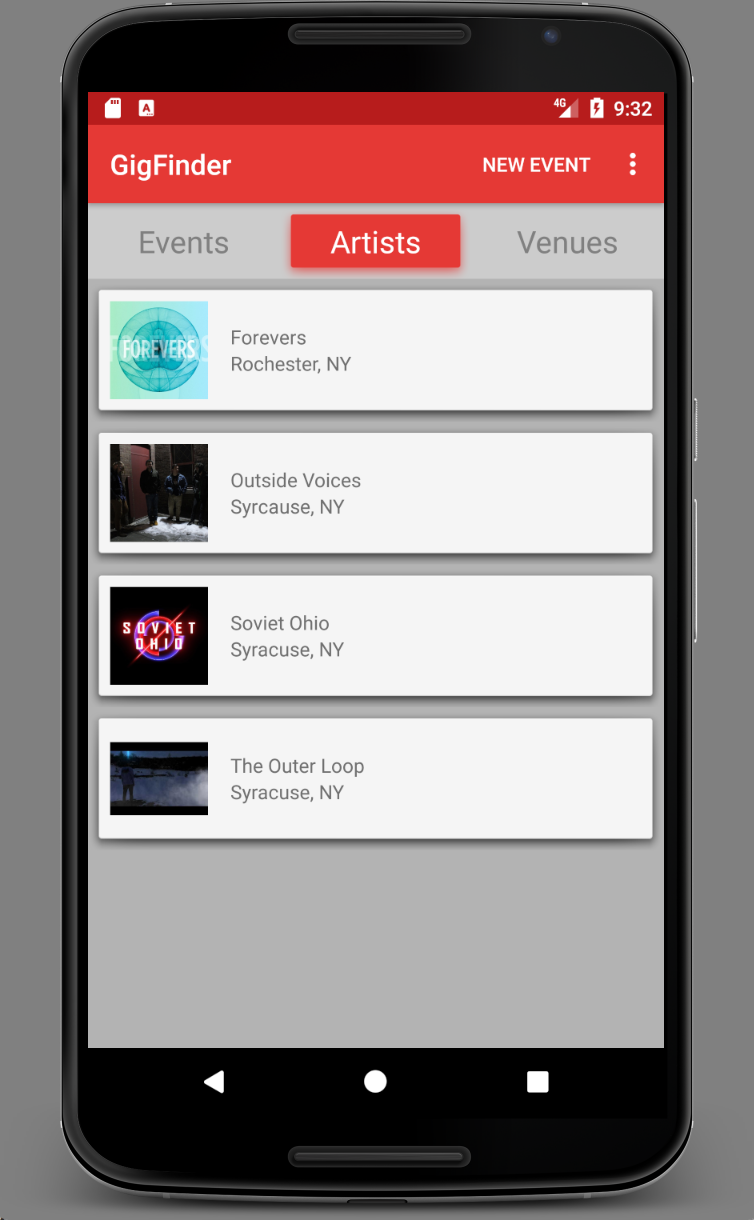 4G 9:32
GigFinder NEW EVENT
Events Artists Venues
FOREVERS
Forevers
Rochester, NY
Outside Voices
Syrcause, NY
SOVIET
OHIO
Soviet Ohio
Syracuse, NY
The Outer Loop
Syracuse, NY